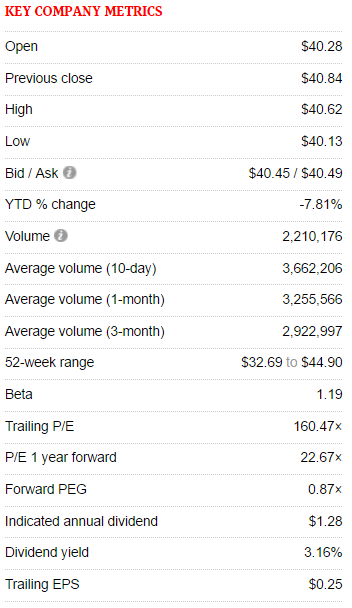 KEY COMPANY METRICS
Open $40.28
Previous close $40.84
High $40.62
Low $40.13
Bid / Ask $40.45 / $40.49
YTD % change -7.81%
Volume 2,210,176
Average volume (10-day) 3,662,206
Average volume (1-month) 3,255,566
Average volume (3-month) 2,922,997
52-week range $32.69 to $44.90
Beta 1.19
Trailing P/E 160.47×
P/E 1 year forward 22.67×
Forward PEG 0.87×
Indicated annual dividend $1.28
Dividend yield 3.16%
Trailing EPS $0.25